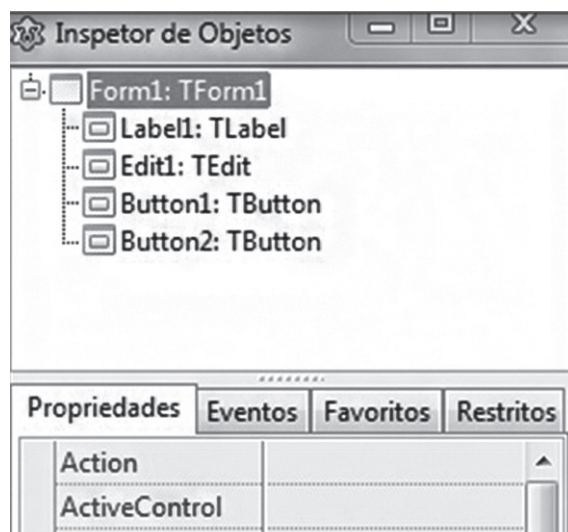 Inspetor de Objetos
Form1: TForm1
Label1: TLabel
Edit1: TEdit
Button1: TButton
Button2: TButton
Propriedades Eventos Favoritos Restritos
Action
ActiveControl